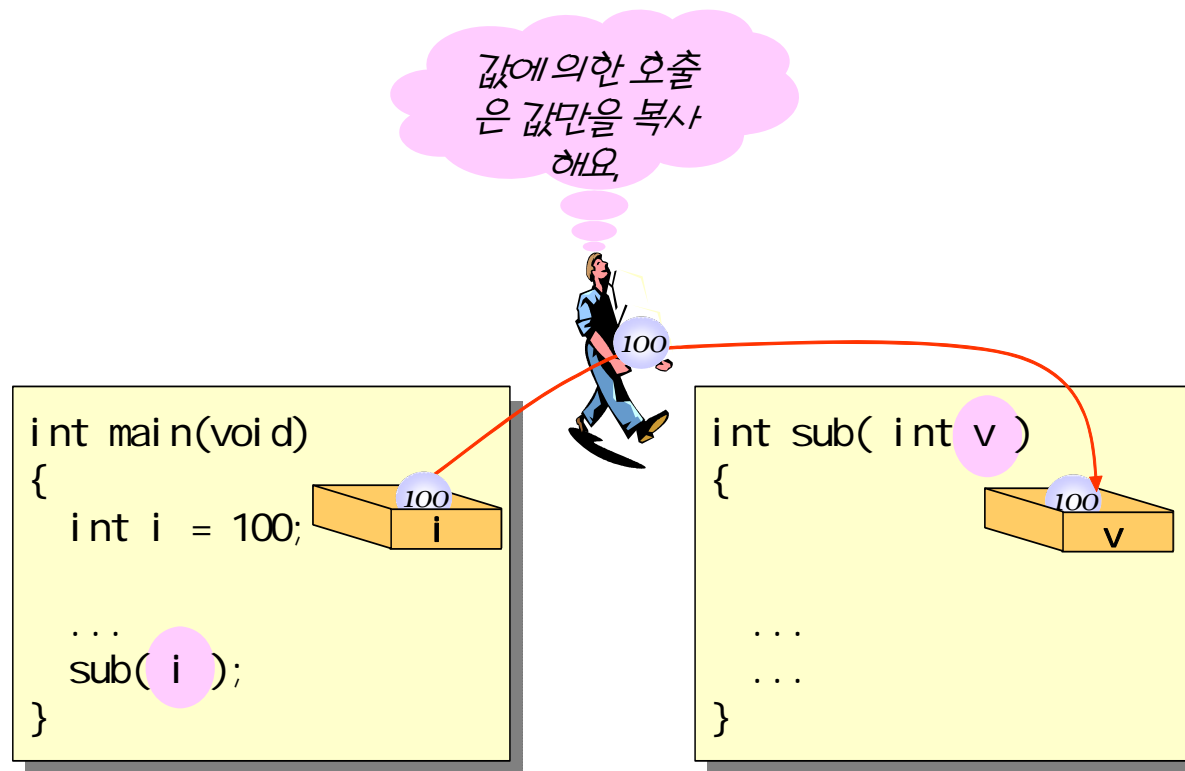 값에 의한 호출
은 값만을 복사
해요,
100
int main(void)
{
100
int i = 100;
i
...
sub( i );
}
int sub( int v )
{
100
v
...
...
}